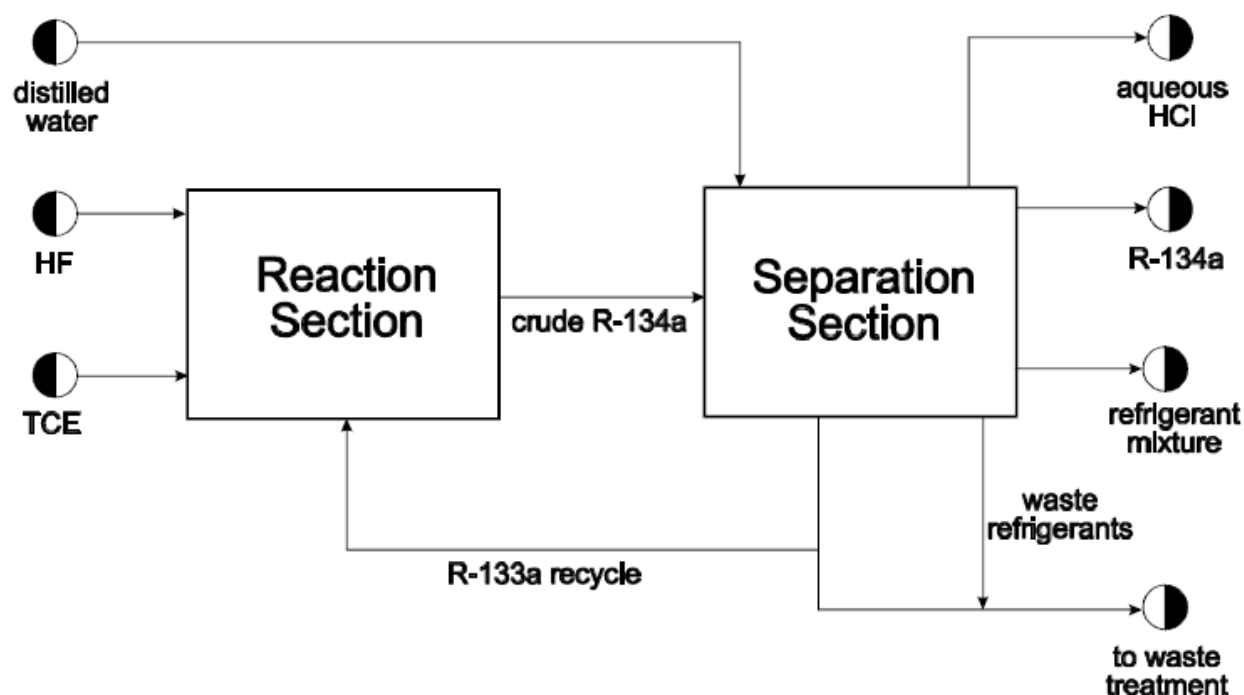 distilled
water
HF
TCE
Reaction
Section
crude R-134a
Separation
Section
aqueous
HCl
R-134a
refrigerant
mixture
waste
refrigerants
R-133a recycle
to waste
treatment